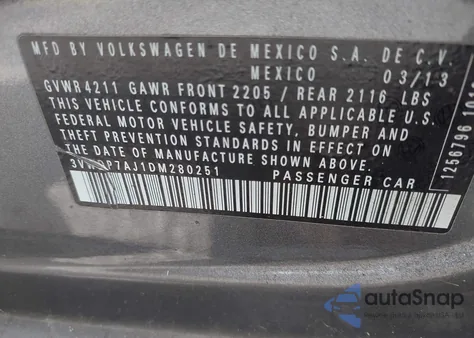 MFD BY VOLKSWAGEN DE MEXICO S.A. DE C.V.
MEXICO 03/13
GVWR 4211 GAWR FRONT 2205 / REAR 2116 LBS
THIS VEHICLE CONFORMS TO ALL APPLICABLE U.S.
FEDERAL MOTOR VEHICLE SAFETY, BUMPER AND
THEFT PREVENTION STANDARDS IN EFFECT ON
THE DATE OF MANUFACTURE SHOWN ABOVE.
PASSENGER CAR
1256796
autoSnap